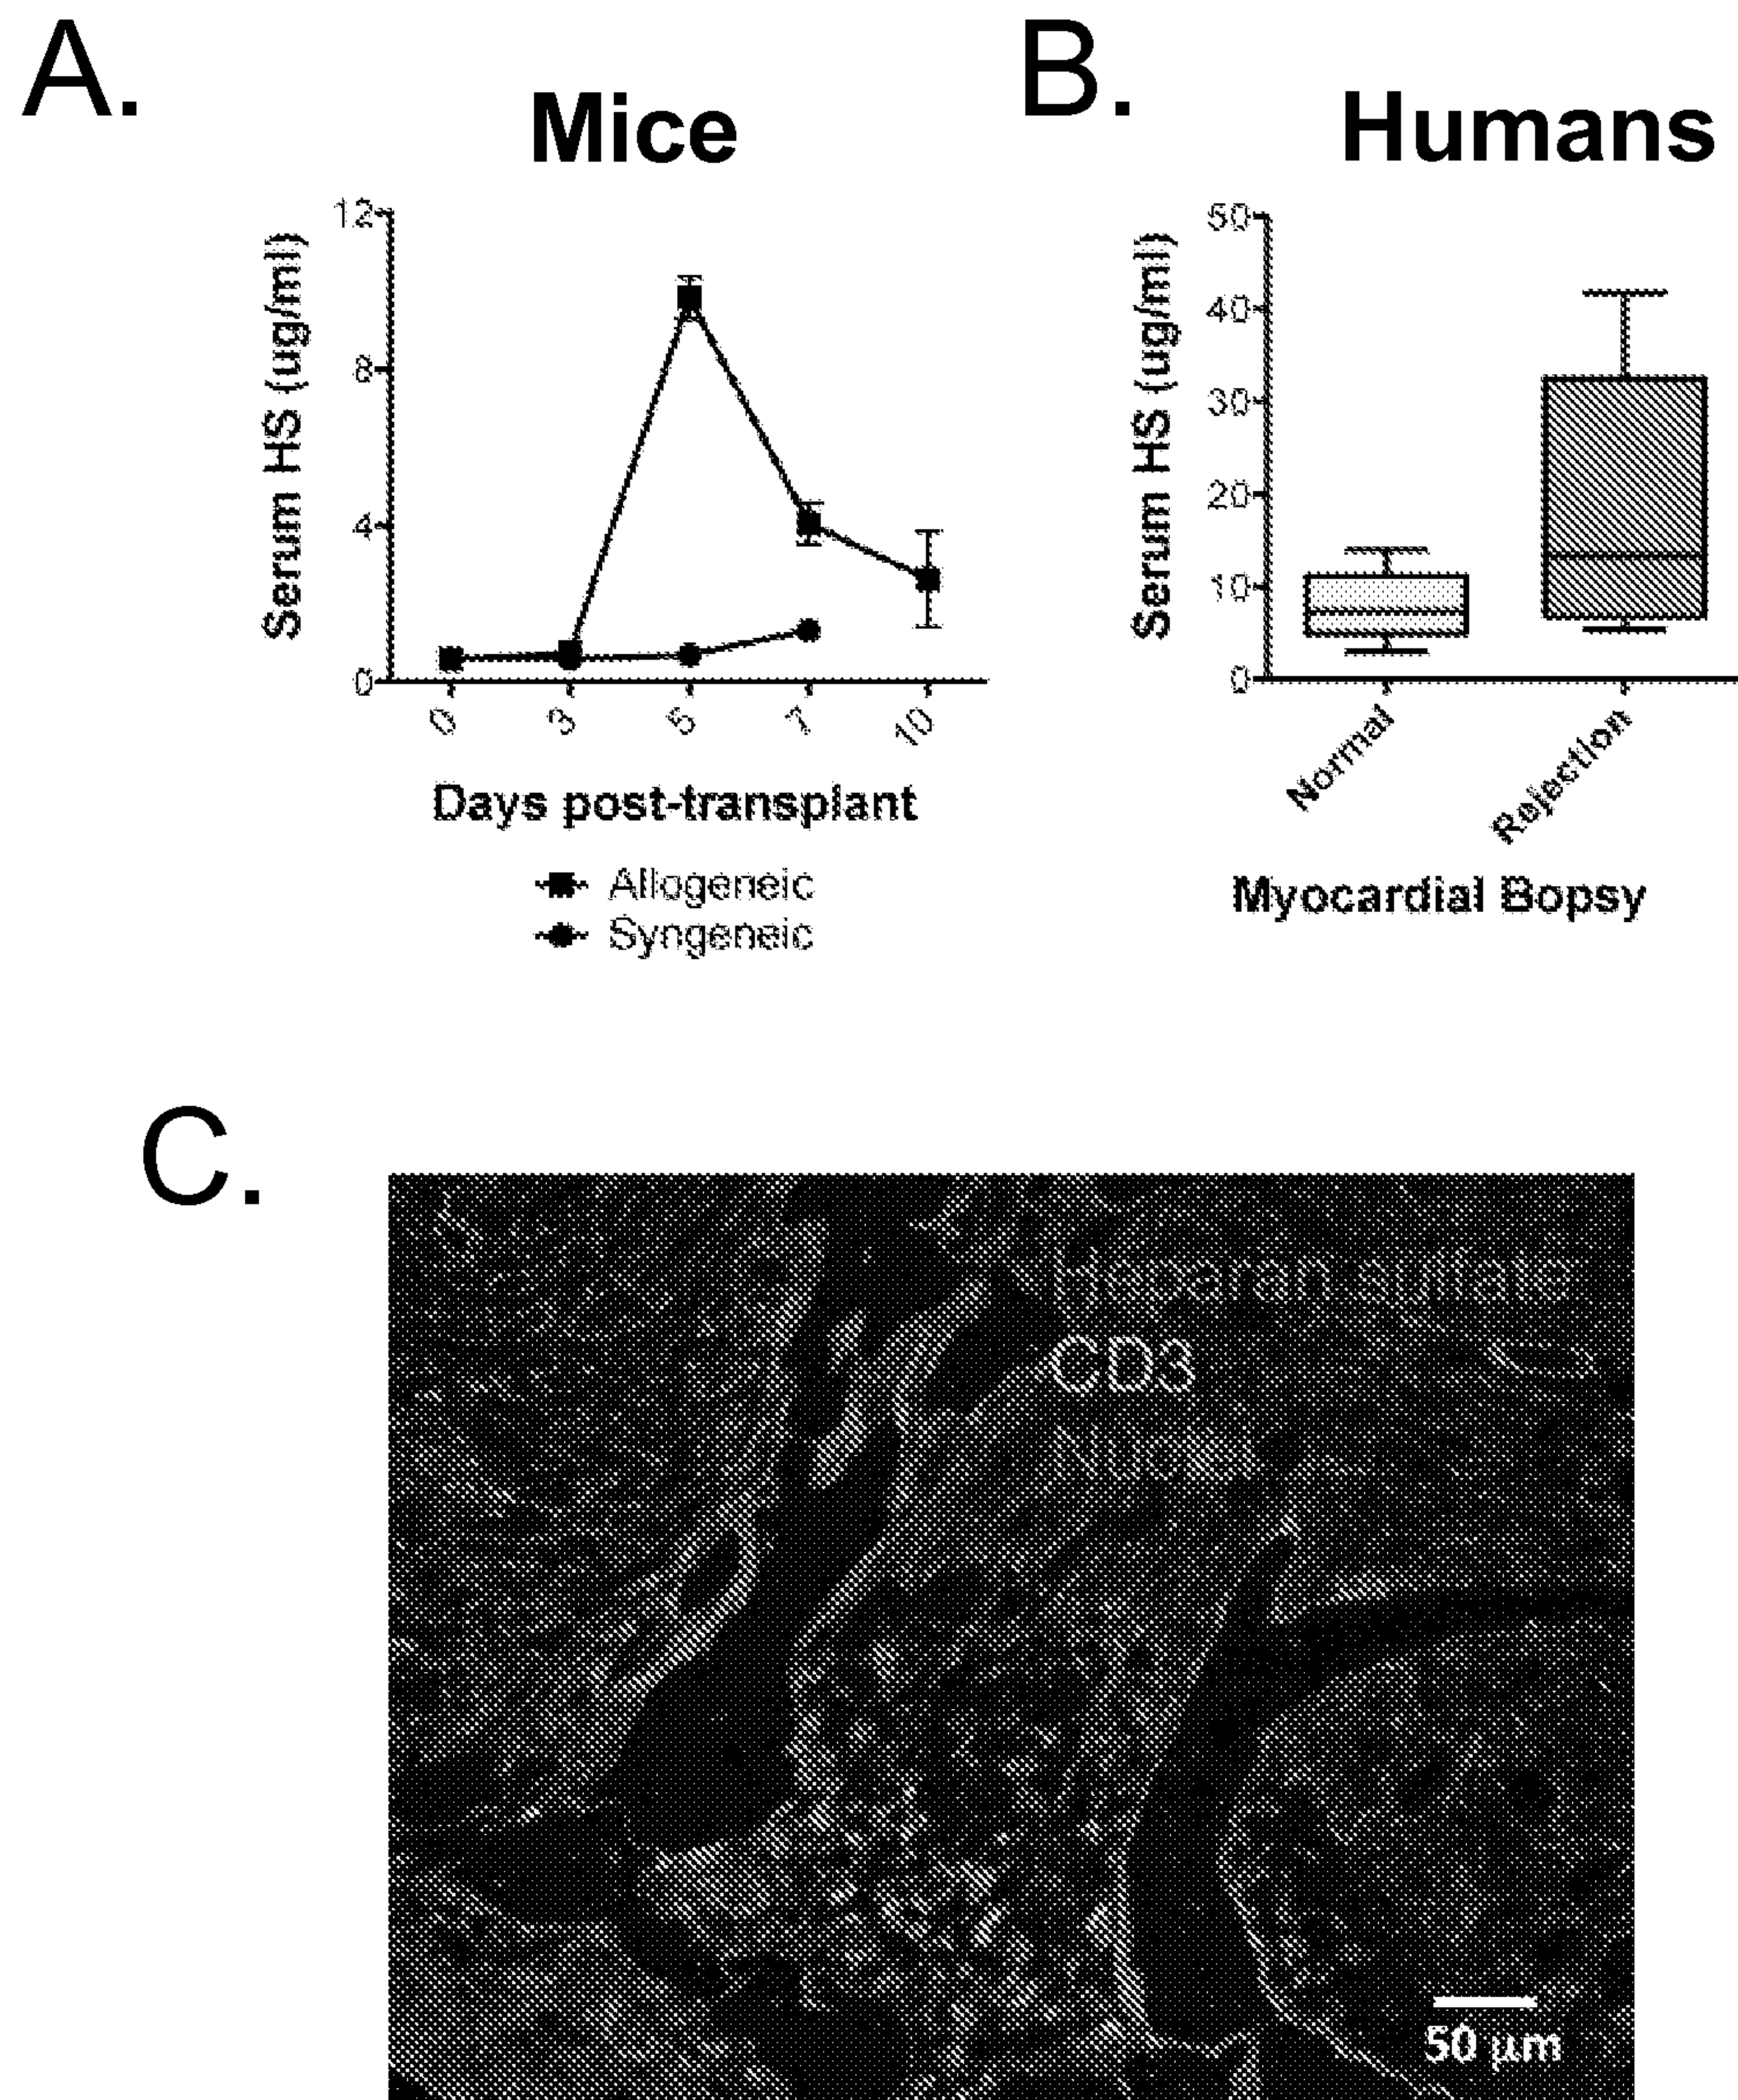 A.
Mice
12
8
4
0
Serum HS (ug/ml)
0
3
5
7
10
Days post-transplant
Allogeneic
Syngeneic
B.
Humans
50
40
30
20
10
0
Serum HS (ug/ml)
Normal
Rejection
Myocardial Bopsy
C.
Heparan sulfate
CD3
Nuclei
50 µm